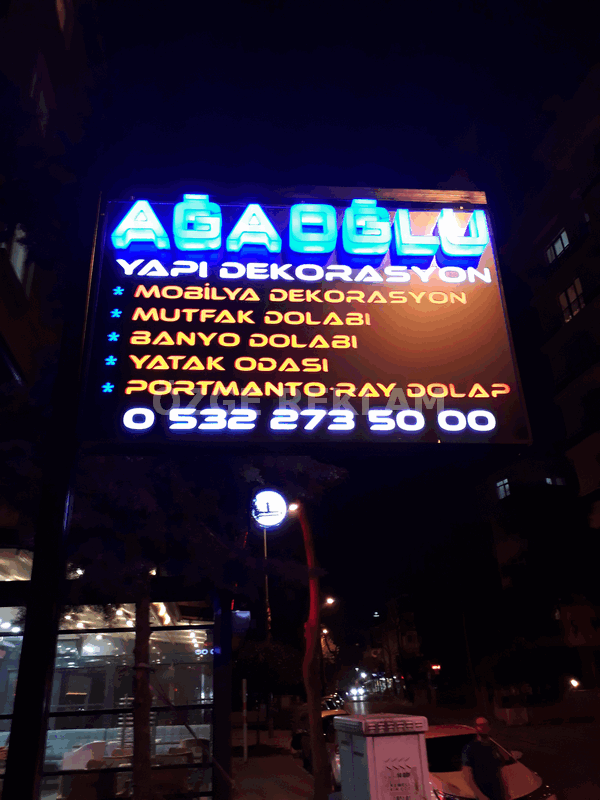 AĞAOĞLU
YAPI DEKORASYON
* MOBİLYA DEKORASYON
* MUTFAK DOLABI
* BANYO DOLABI
* YATAK ODASI
* PORTMANTO-RAY DOLAP
ÖZGE REKLAM
0 532 273 50 00